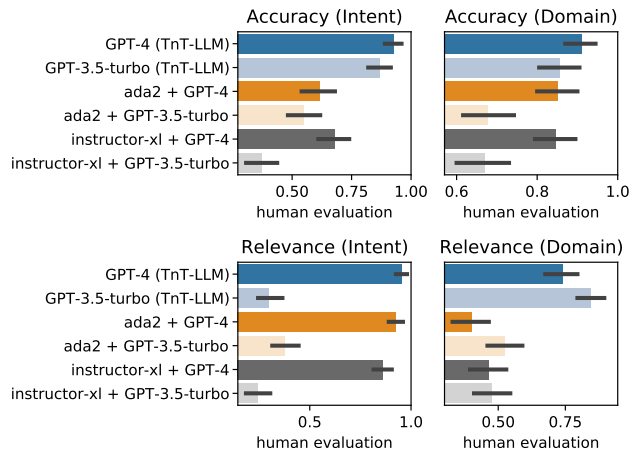 Accuracy (Intent)
Accuracy (Domain)
GPT-4 (TnT-LLM)
GPT-3.5-turbo (TnT-LLM)
ada2 + GPT-4
ada2 + GPT-3.5-turbo
instructor-xl + GPT-4
instructor-xl + GPT-3.5-turbo
0.50 0.75 1.00
0.6 0.8 1.0
human evaluation
human evaluation
Relevance (Intent)
Relevance (Domain)
GPT-4 (TnT-LLM)
GPT-3.5-turbo (TnT-LLM)
ada2 + GPT-4
ada2 + GPT-3.5-turbo
instructor-xl + GPT-4
instructor-xl + GPT-3.5-turbo
0.5 1.0
0.50 0.75
human evaluation
human evaluation